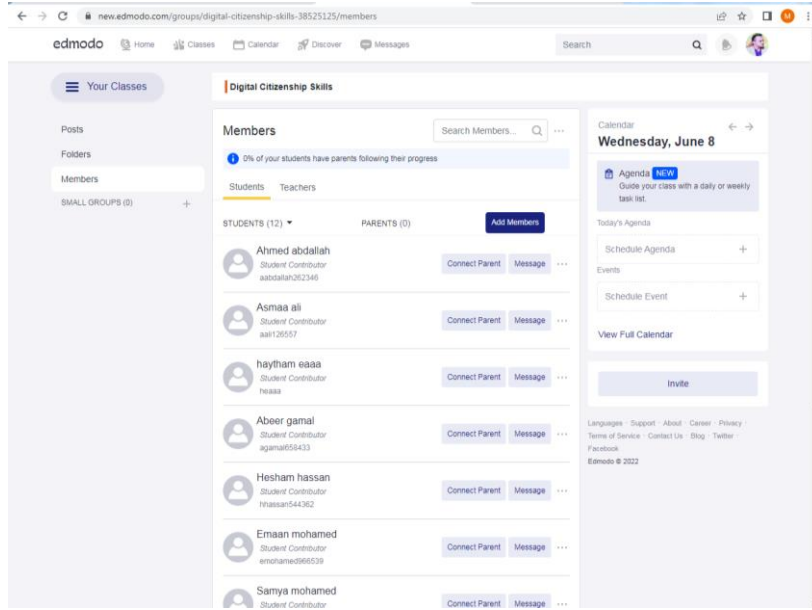 new.edmodo.com/groups/digital-citizenship-skills-38525125/members
M
edmodo Home Classes Calendar Discover Messages Search
Your Classes
Posts
Folders
Members
SMALL GROUPS (0) +
Digital Citizenship Skills
Members Search Members... ...
0% of your students have parents following their progress
Students Teachers
STUDENTS (12) PARENTS (0) Add Members
Ahmed abdallah
Student Contributor
aabdallah262346
Connect Parent Message ...
Asmaa ali
Student Contributor
aali126557
Connect Parent Message ...
haytham eaaa
Student Contributor
heaaa
Connect Parent Message ...
Abeer gamal
Student Contributor
agamal658433
Connect Parent Message ...
Hesham hassan
Student Contributor
hhassan544362
Connect Parent Message ...
Emaan mohamed
Student Contributor
emohamed966539
Connect Parent Message ...
Samya mohamed
Student Contributor
Connect Parent Message ...
Calendar
Wednesday, June 8
Agenda NEW
Guide your class with a daily or weekly
task list.
Today's Agenda
Schedule Agenda +
Events
Schedule Event +
View Full Calendar
Invite
Languages · Support · About · Career · Privacy ·
Terms of Service · Contact Us · Blog · Twitter ·
Facebook
Edmodo © 2022